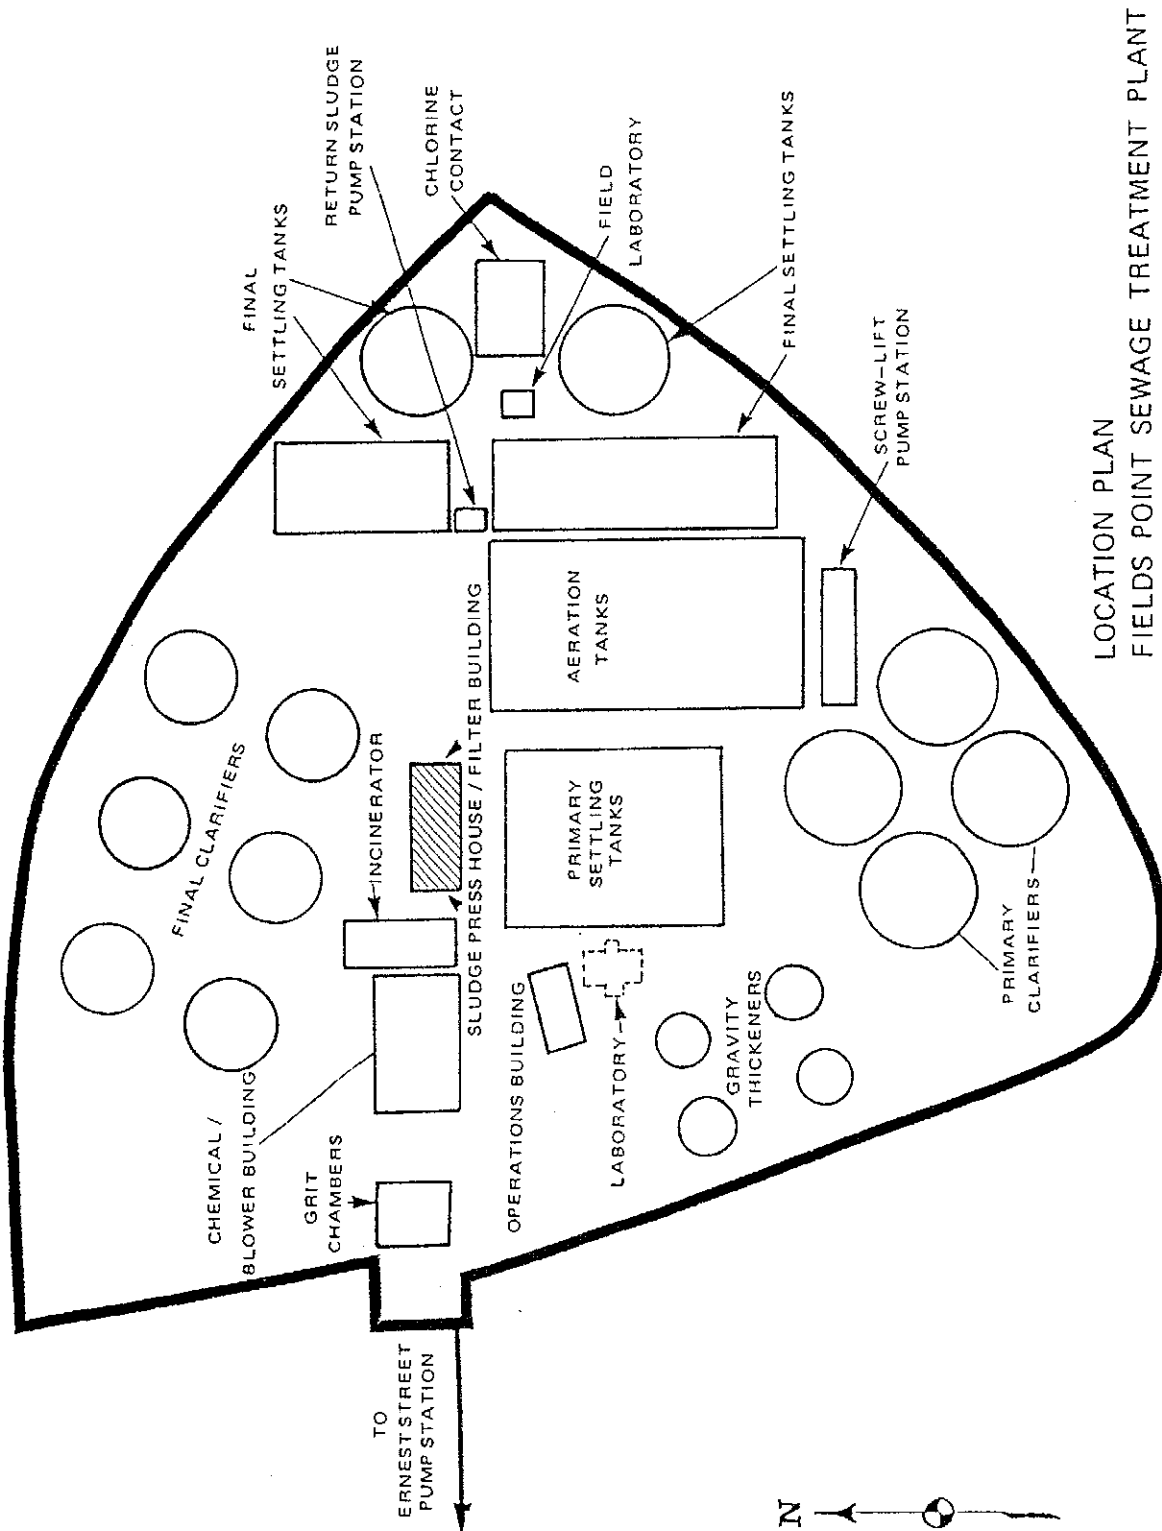 FINAL
SETTLING TANKS
RETURN SLUDGE
PUMP STATION
CHLORINE
CONTACT
FIELD
LABORATORY
FINAL SETTLING TANKS
SCREW-LIFT
PUMP STATION
AERATION
TANKS
SLUDGE PRESS HOUSE / FILTER BUILDING
FINAL CLARIFIERS
INCINERATOR
PRIMARY
SETTLING
TANKS
PRIMARY
CLARIFIERS
GRAVITY
THICKENERS
LABORATORY
OPERATIONS BUILDING
CHEMICAL /
BLOWER BUILDING
GRIT
CHAMBERS
TO
ERNEST STREET
PUMP STATION
N
LOCATION PLAN
FIELDS POINT SEWAGE TREATMENT PLANT